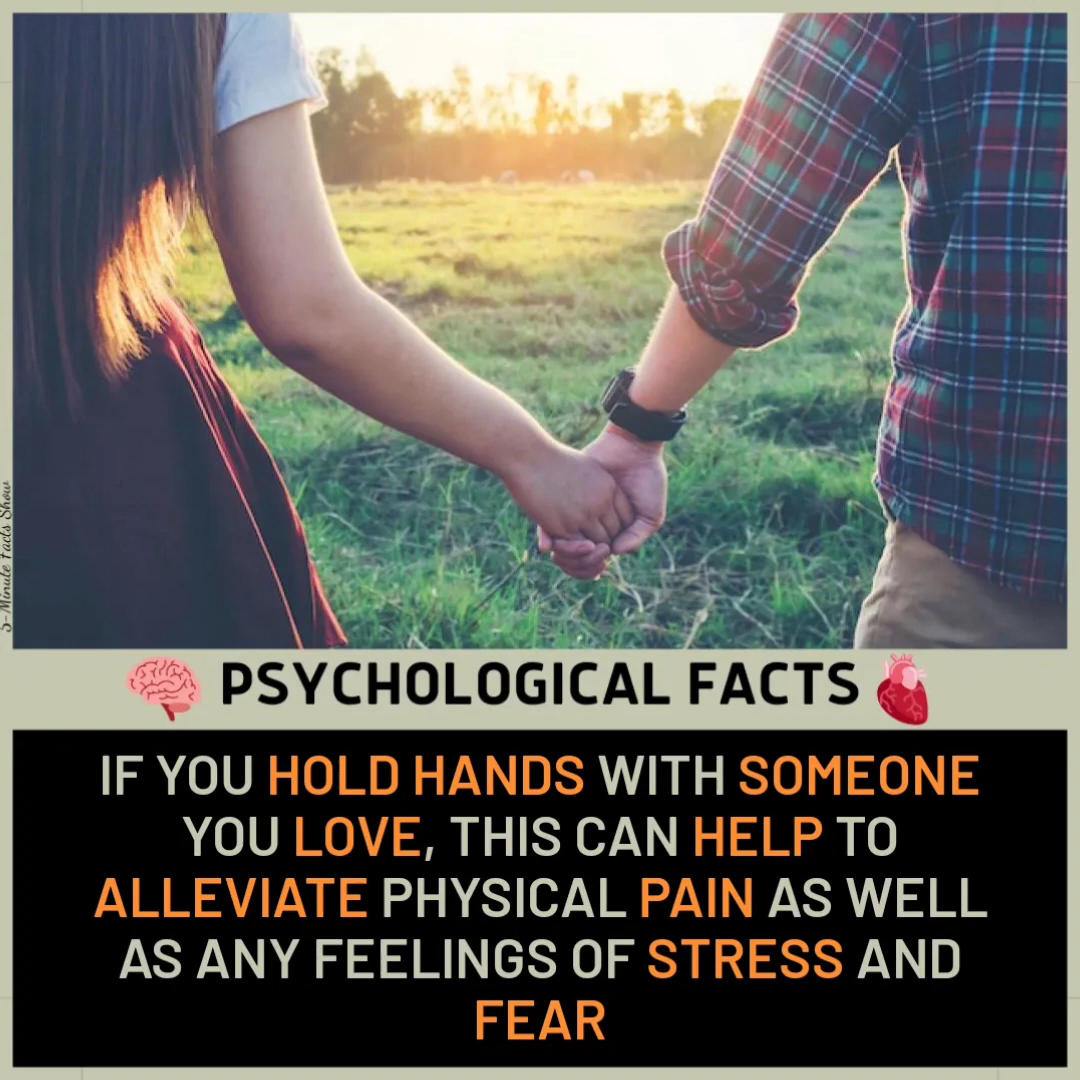 5-Minute Facts Show
PSYCHOLOGICAL FACTS
IF YOU HOLD HANDS WITH SOMEONE
YOU LOVE, THIS CAN HELP TO
ALLEVIATE PHYSICAL PAIN AS WELL
AS ANY FEELINGS OF STRESS AND
FEAR